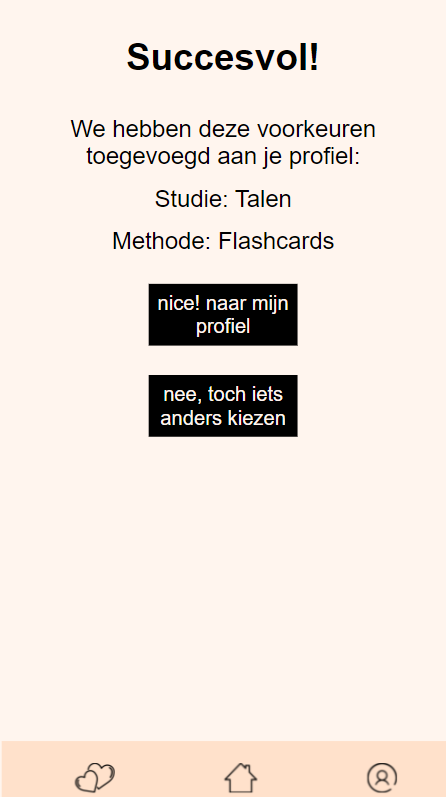 Succesvol!
We hebben deze voorkeuren
toegevoegd aan je profiel:
Studie: Talen
Methode: Flashcards
nice! naar mijn
profiel
nee, toch iets
anders kiezen